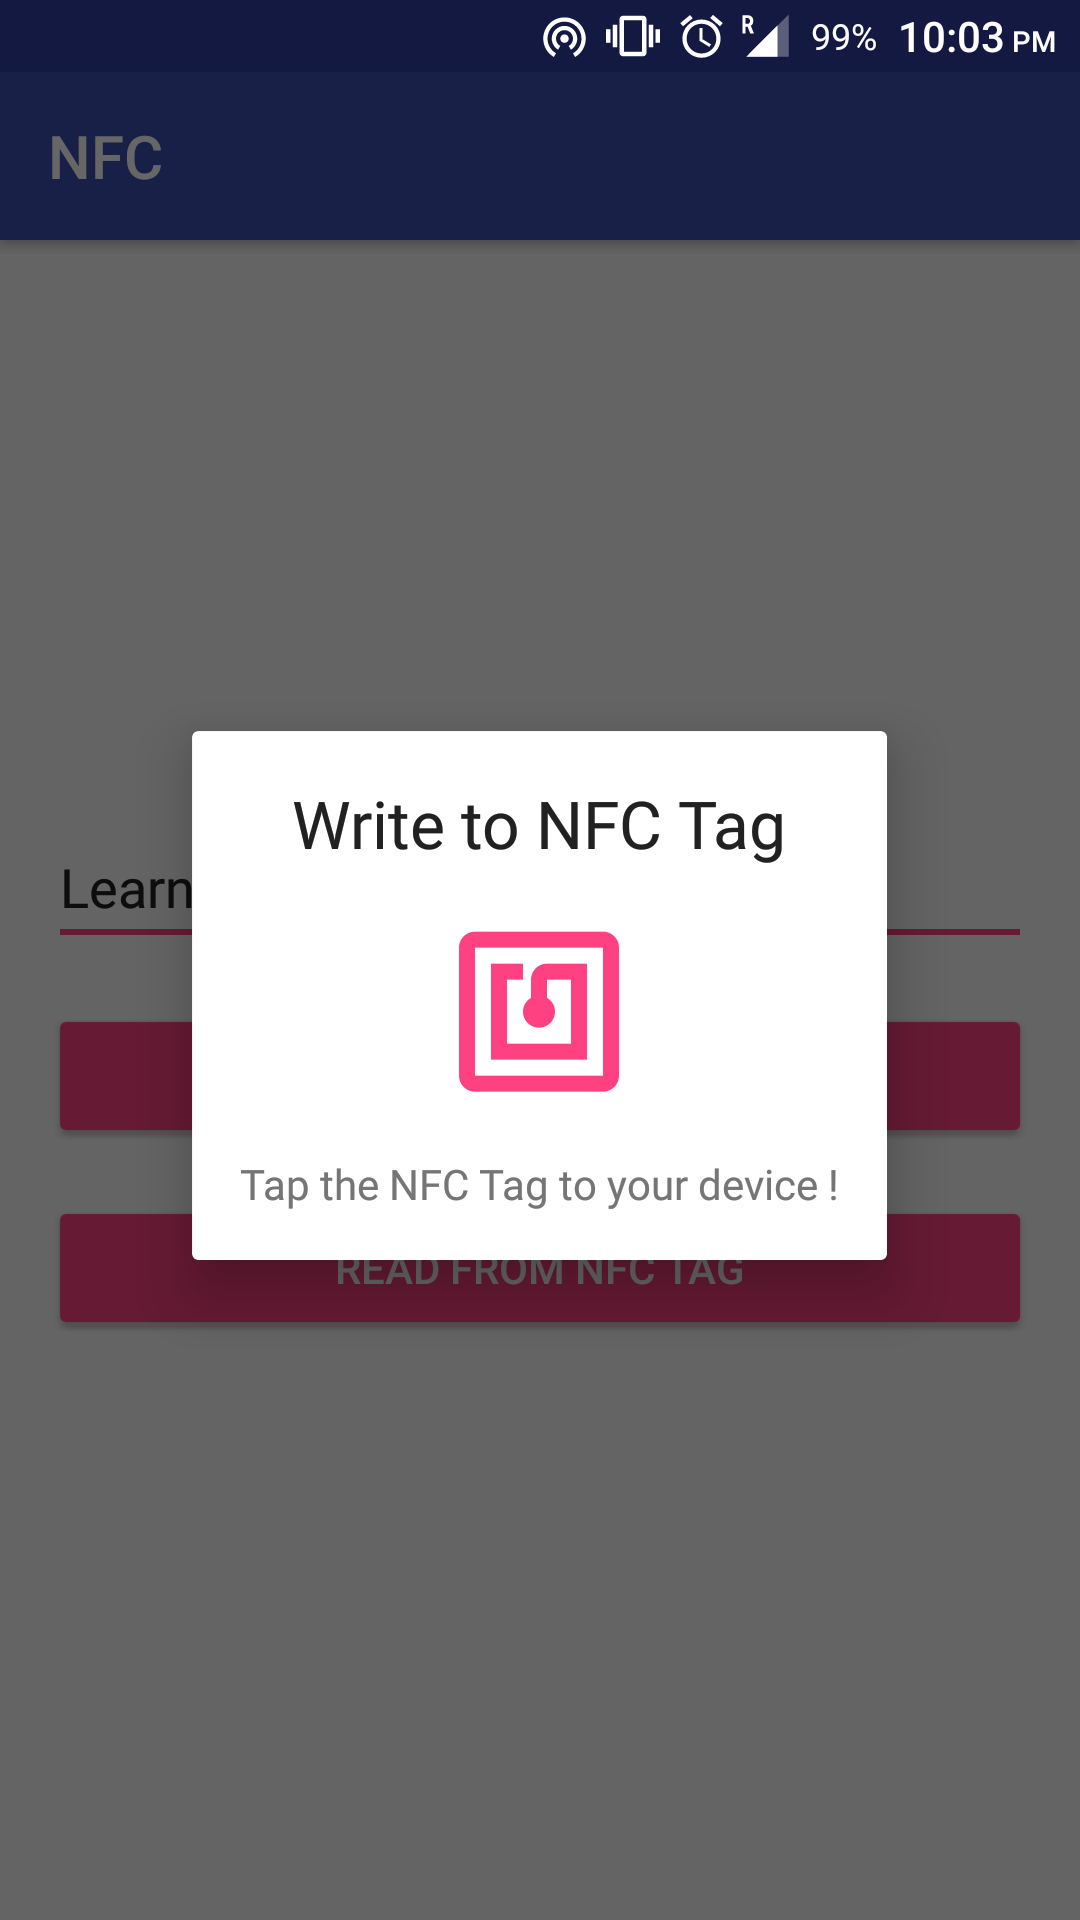 R 99% 10:03 PM
NFC
Write to NFC Tag
Learn
Tap the NFC Tag to your device !
READ FROM NFC TAG